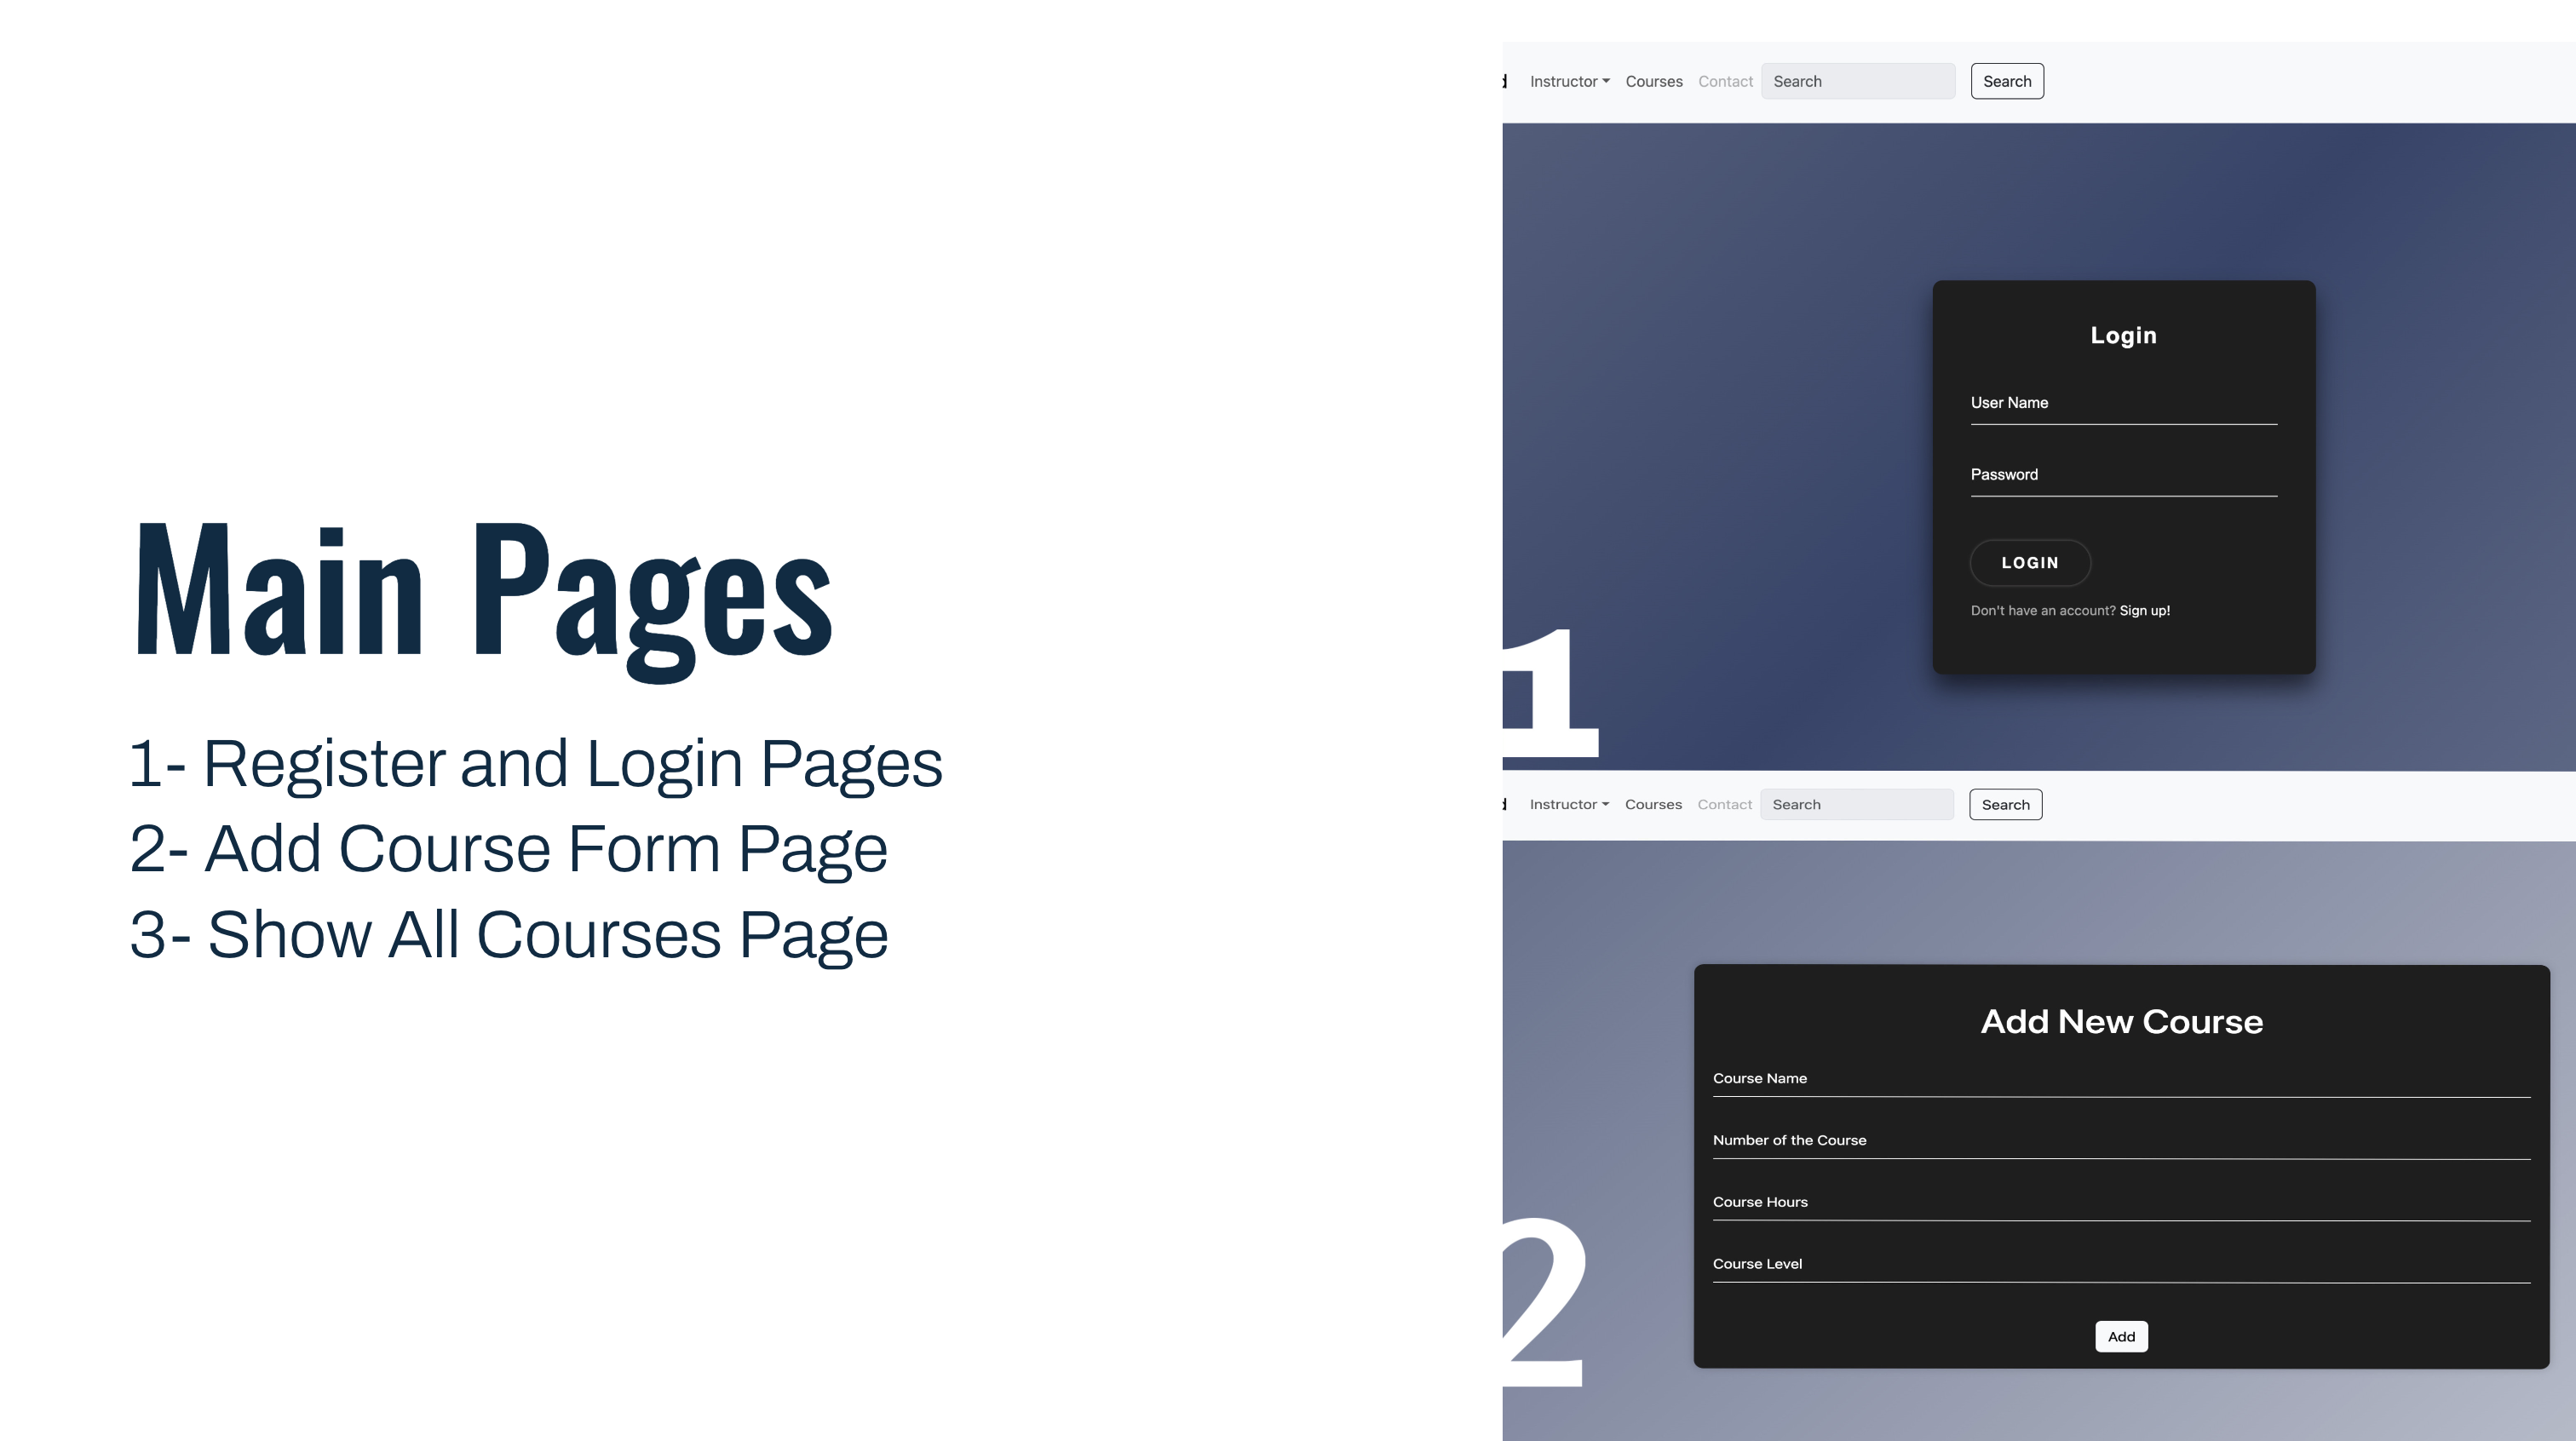 Main Pages
1- Register and Login Pages
2- Add Course Form Page
3- Show All Courses Page
Instructor Courses Contact Search Search
Login
User Name
Password
LOGIN
Don't have an account? Sign up!
1
Instructor Courses Contact Search Search
Add New Course
Course Name
Number of the Course
Course Hours
Course Level
Add
2